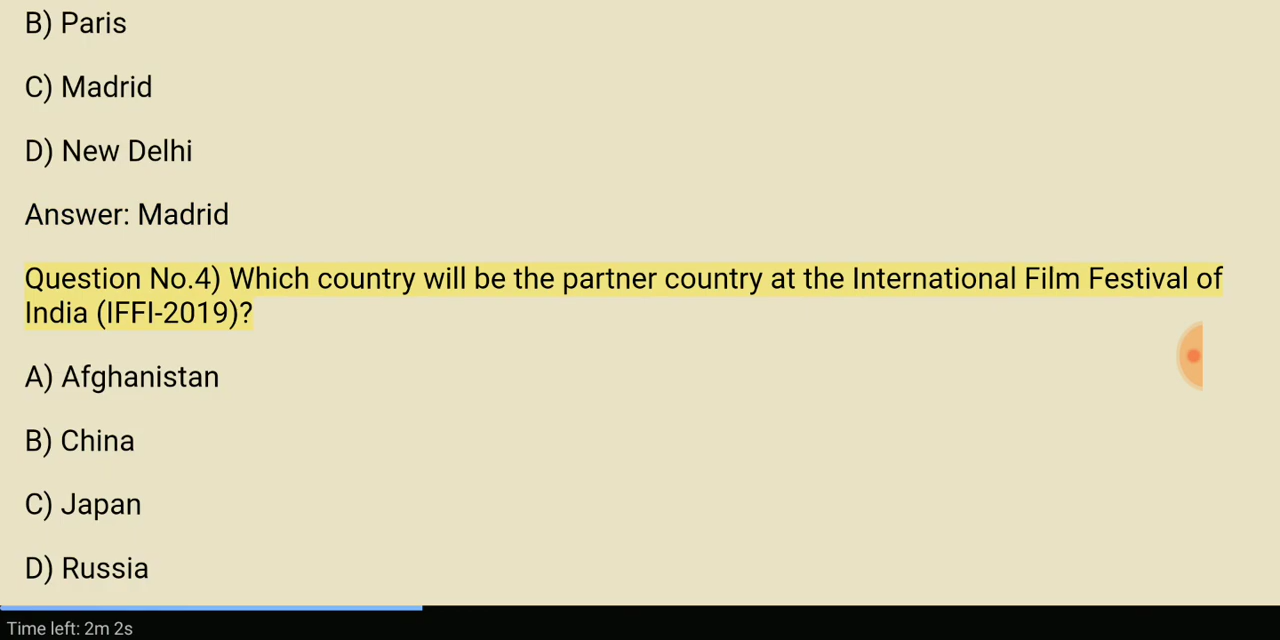 B) Paris
C) Madrid
D) New Delhi
Answer: Madrid
Question No.4) Which country will be the partner country at the International Film Festival of
India (IFFI-2019)?
A) Afghanistan
B) China
C) Japan
D) Russia
Time left: 2m 2s